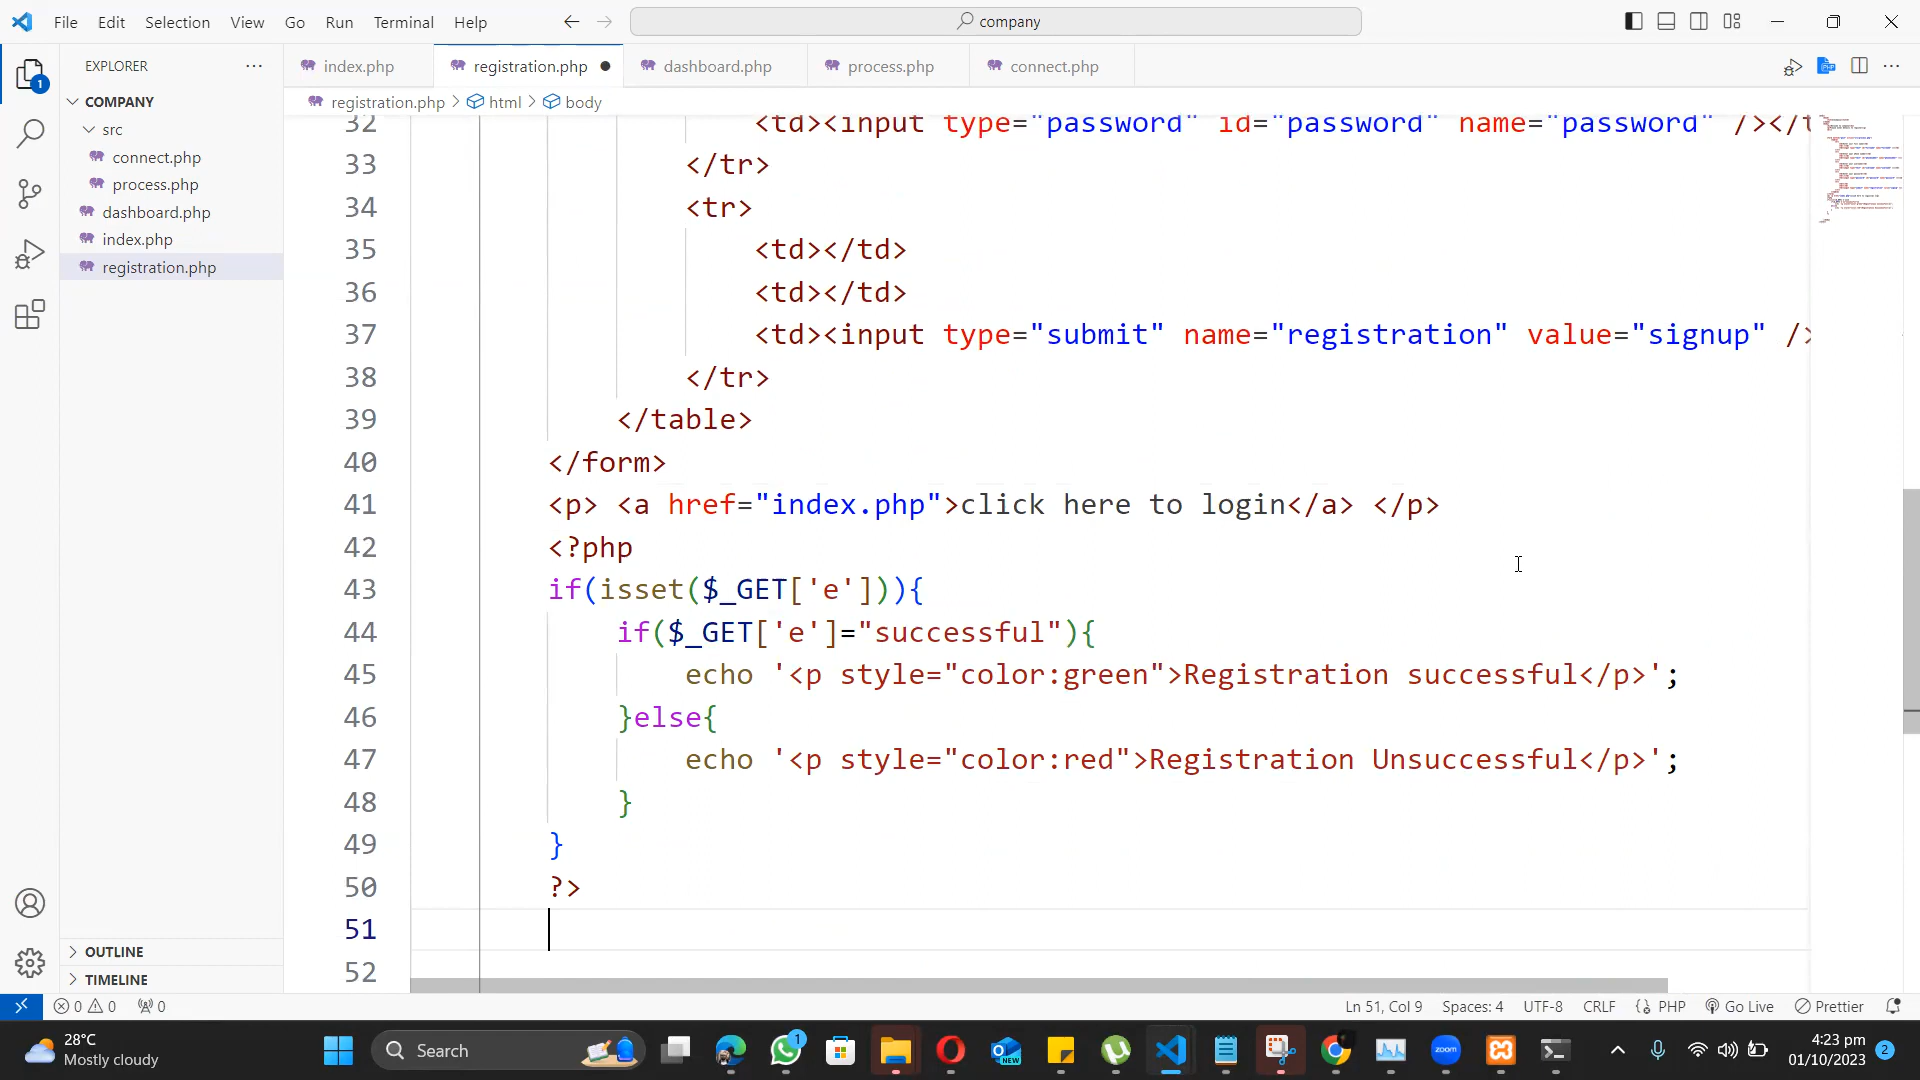 File Edit Selection View Go Run Terminal Help
company
EXPLORER
index.php registration.php dashboard.php process.php connect.php
registration.php > html > body
COMPANY
src
connect.php
process.php
dashboard.php
index.php
registration.php
OUTLINE
TIMELINE
32 <td><input type="password" id="password" name="password" /></t
33 </tr>
34 <tr>
35 <td></td>
36 <td></td>
37 <td><input type="submit" name="registration" value="signup" />
38 </tr>
39 </table>
40 </form>
41 <p> <a href="index.php">click here to login</a> </p>
42 <?php
43 if(isset($_GET['e'])){
44 if($_GET['e']="successful"){
45 echo '<p style="color:green">Registration successful</p>';
46 }else{
47 echo '<p style="color:red">Registration Unsuccessful</p>';
48 }
49 }
50 ?>
51
52
0 0 0 Ln 51, Col 9 Spaces: 4 UTF-8 CRLF PHP Go Live Prettier
28°C
Mostly cloudy
Search
4:23 pm
01/10/2023